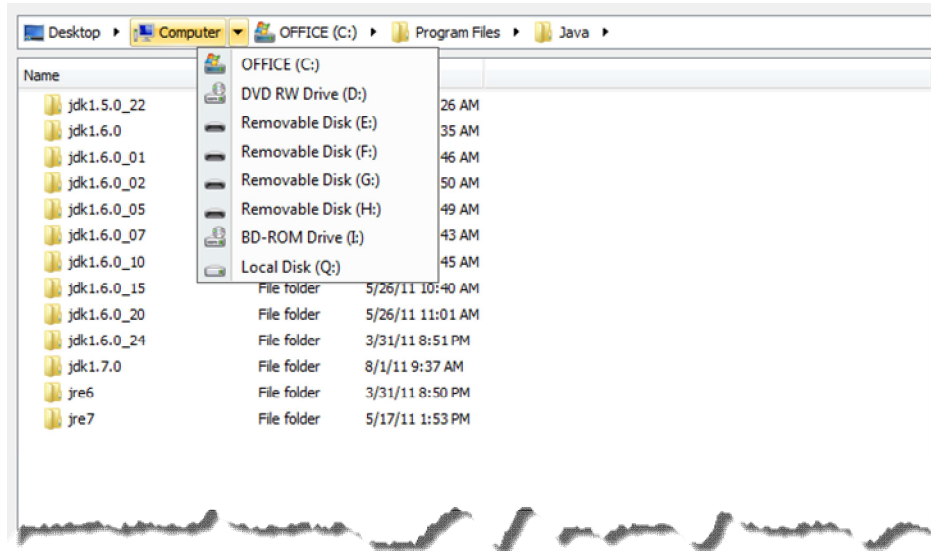 Desktop Computer OFFICE (C:) Program Files Java
Name
OFFICE (C:)
DVD RW Drive (D:)
Removable Disk (E:)
Removable Disk (F:)
Removable Disk (G:)
Removable Disk (H:)
BD-ROM Drive (I:)
Local Disk (Q:)
jdk1.5.0_22 26 AM
jdk1.6.0 35 AM
jdk1.6.0_01 46 AM
jdk1.6.0_02 50 AM
jdk1.6.0_05 49 AM
jdk1.6.0_07 43 AM
jdk1.6.0_10 45 AM
jdk1.6.0_15 File folder 5/26/11 10:40 AM
jdk1.6.0_20 File folder 5/26/11 11:01 AM
jdk1.6.0_24 File folder 3/31/11 8:51 PM
jdk1.7.0 File folder 8/1/11 9:37 AM
jre6 File folder 3/31/11 8:50 PM
jre7 File folder 5/17/11 1:53 PM